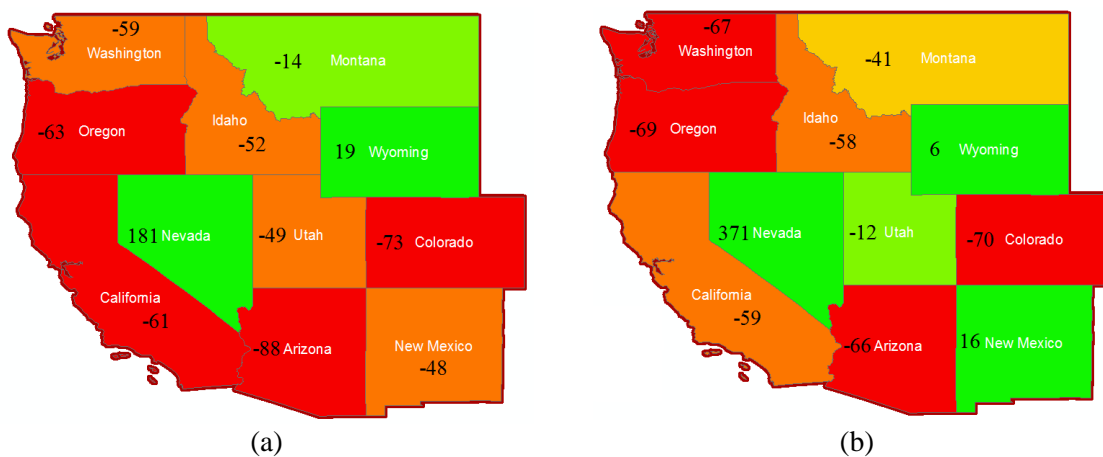 -59
Washington
-14 Montana
-63 Oregon
Idaho
-52
19 Wyoming
181 Nevada
-49 Utah
-73 Colorado
California
-61
-88 Arizona
New Mexico
-48
(a)
-67
Washington
-41 Montana
-69 Oregon
Idaho
-58
6 Wyoming
371 Nevada
-12 Utah
-70 Colorado
California
-59
-66 Arizona
16 New Mexico
(b)